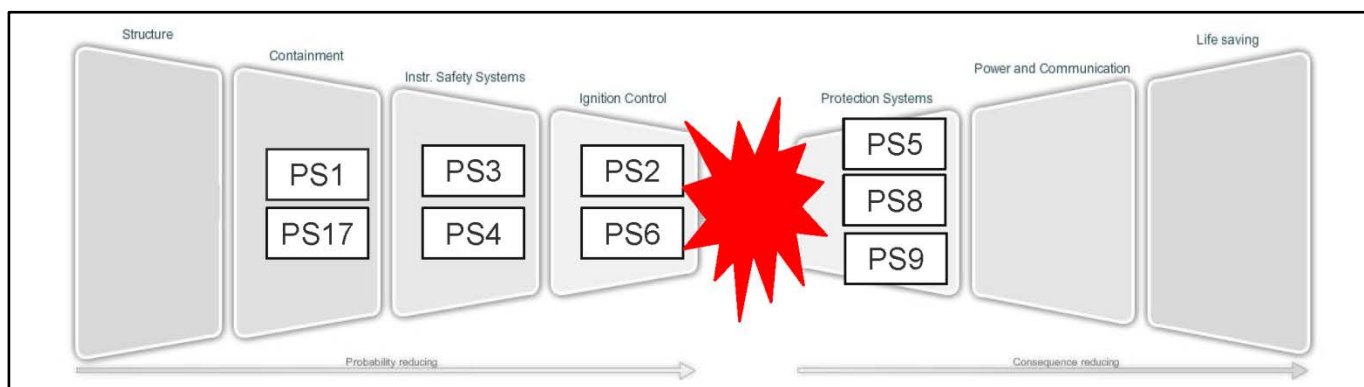 Structure
Containment
Instr. Safety Systems
Ignition Control
Protection Systems
Power and Communication
Life saving
PS1
PS17
PS3
PS4
PS2
PS6
PS5
PS8
PS9
Probability reducing
Consequence reducing